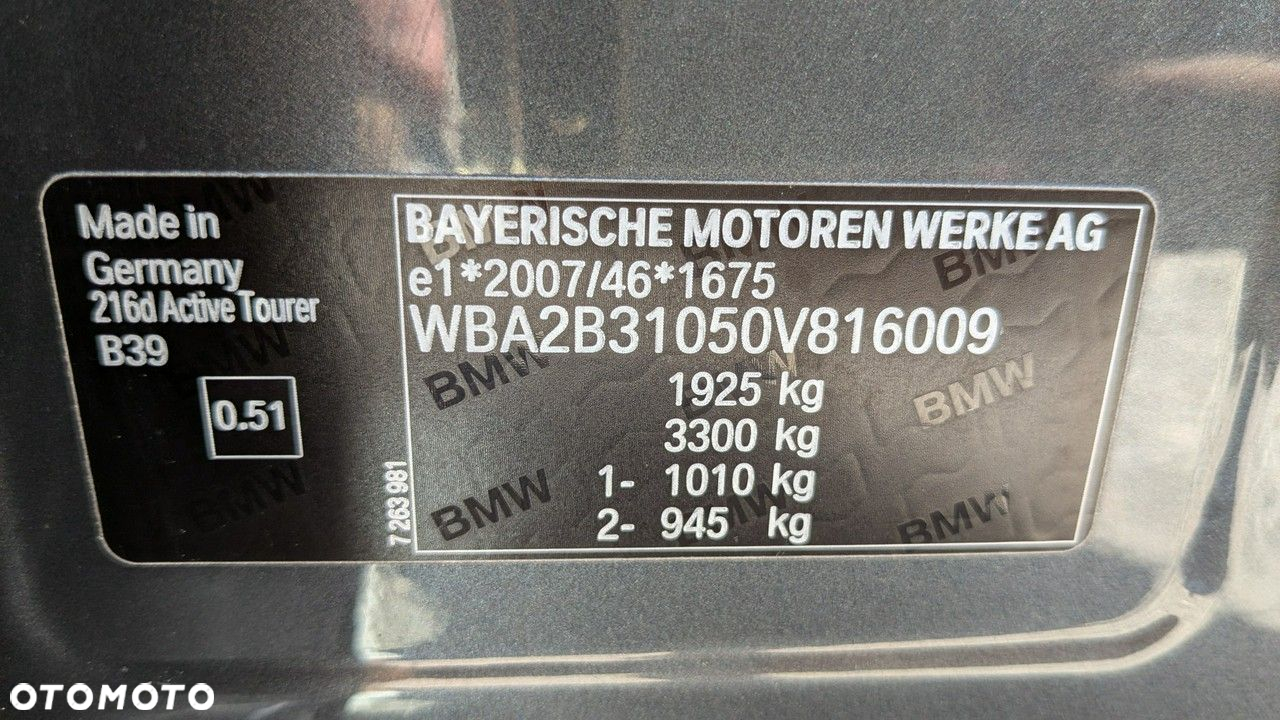 Made in
Germany
216d Active Tourer
B39
0.51
7 263 981
BAYERISCHE MOTOREN WERKE AG
e1*2007/46*1675
WBA2B31050V816009
1925 kg
3300 kg
1- 1010 kg
2- 945 kg
BMW
BMW
BMW
BMW
BMW
BMW
BMW
OTOMOTO